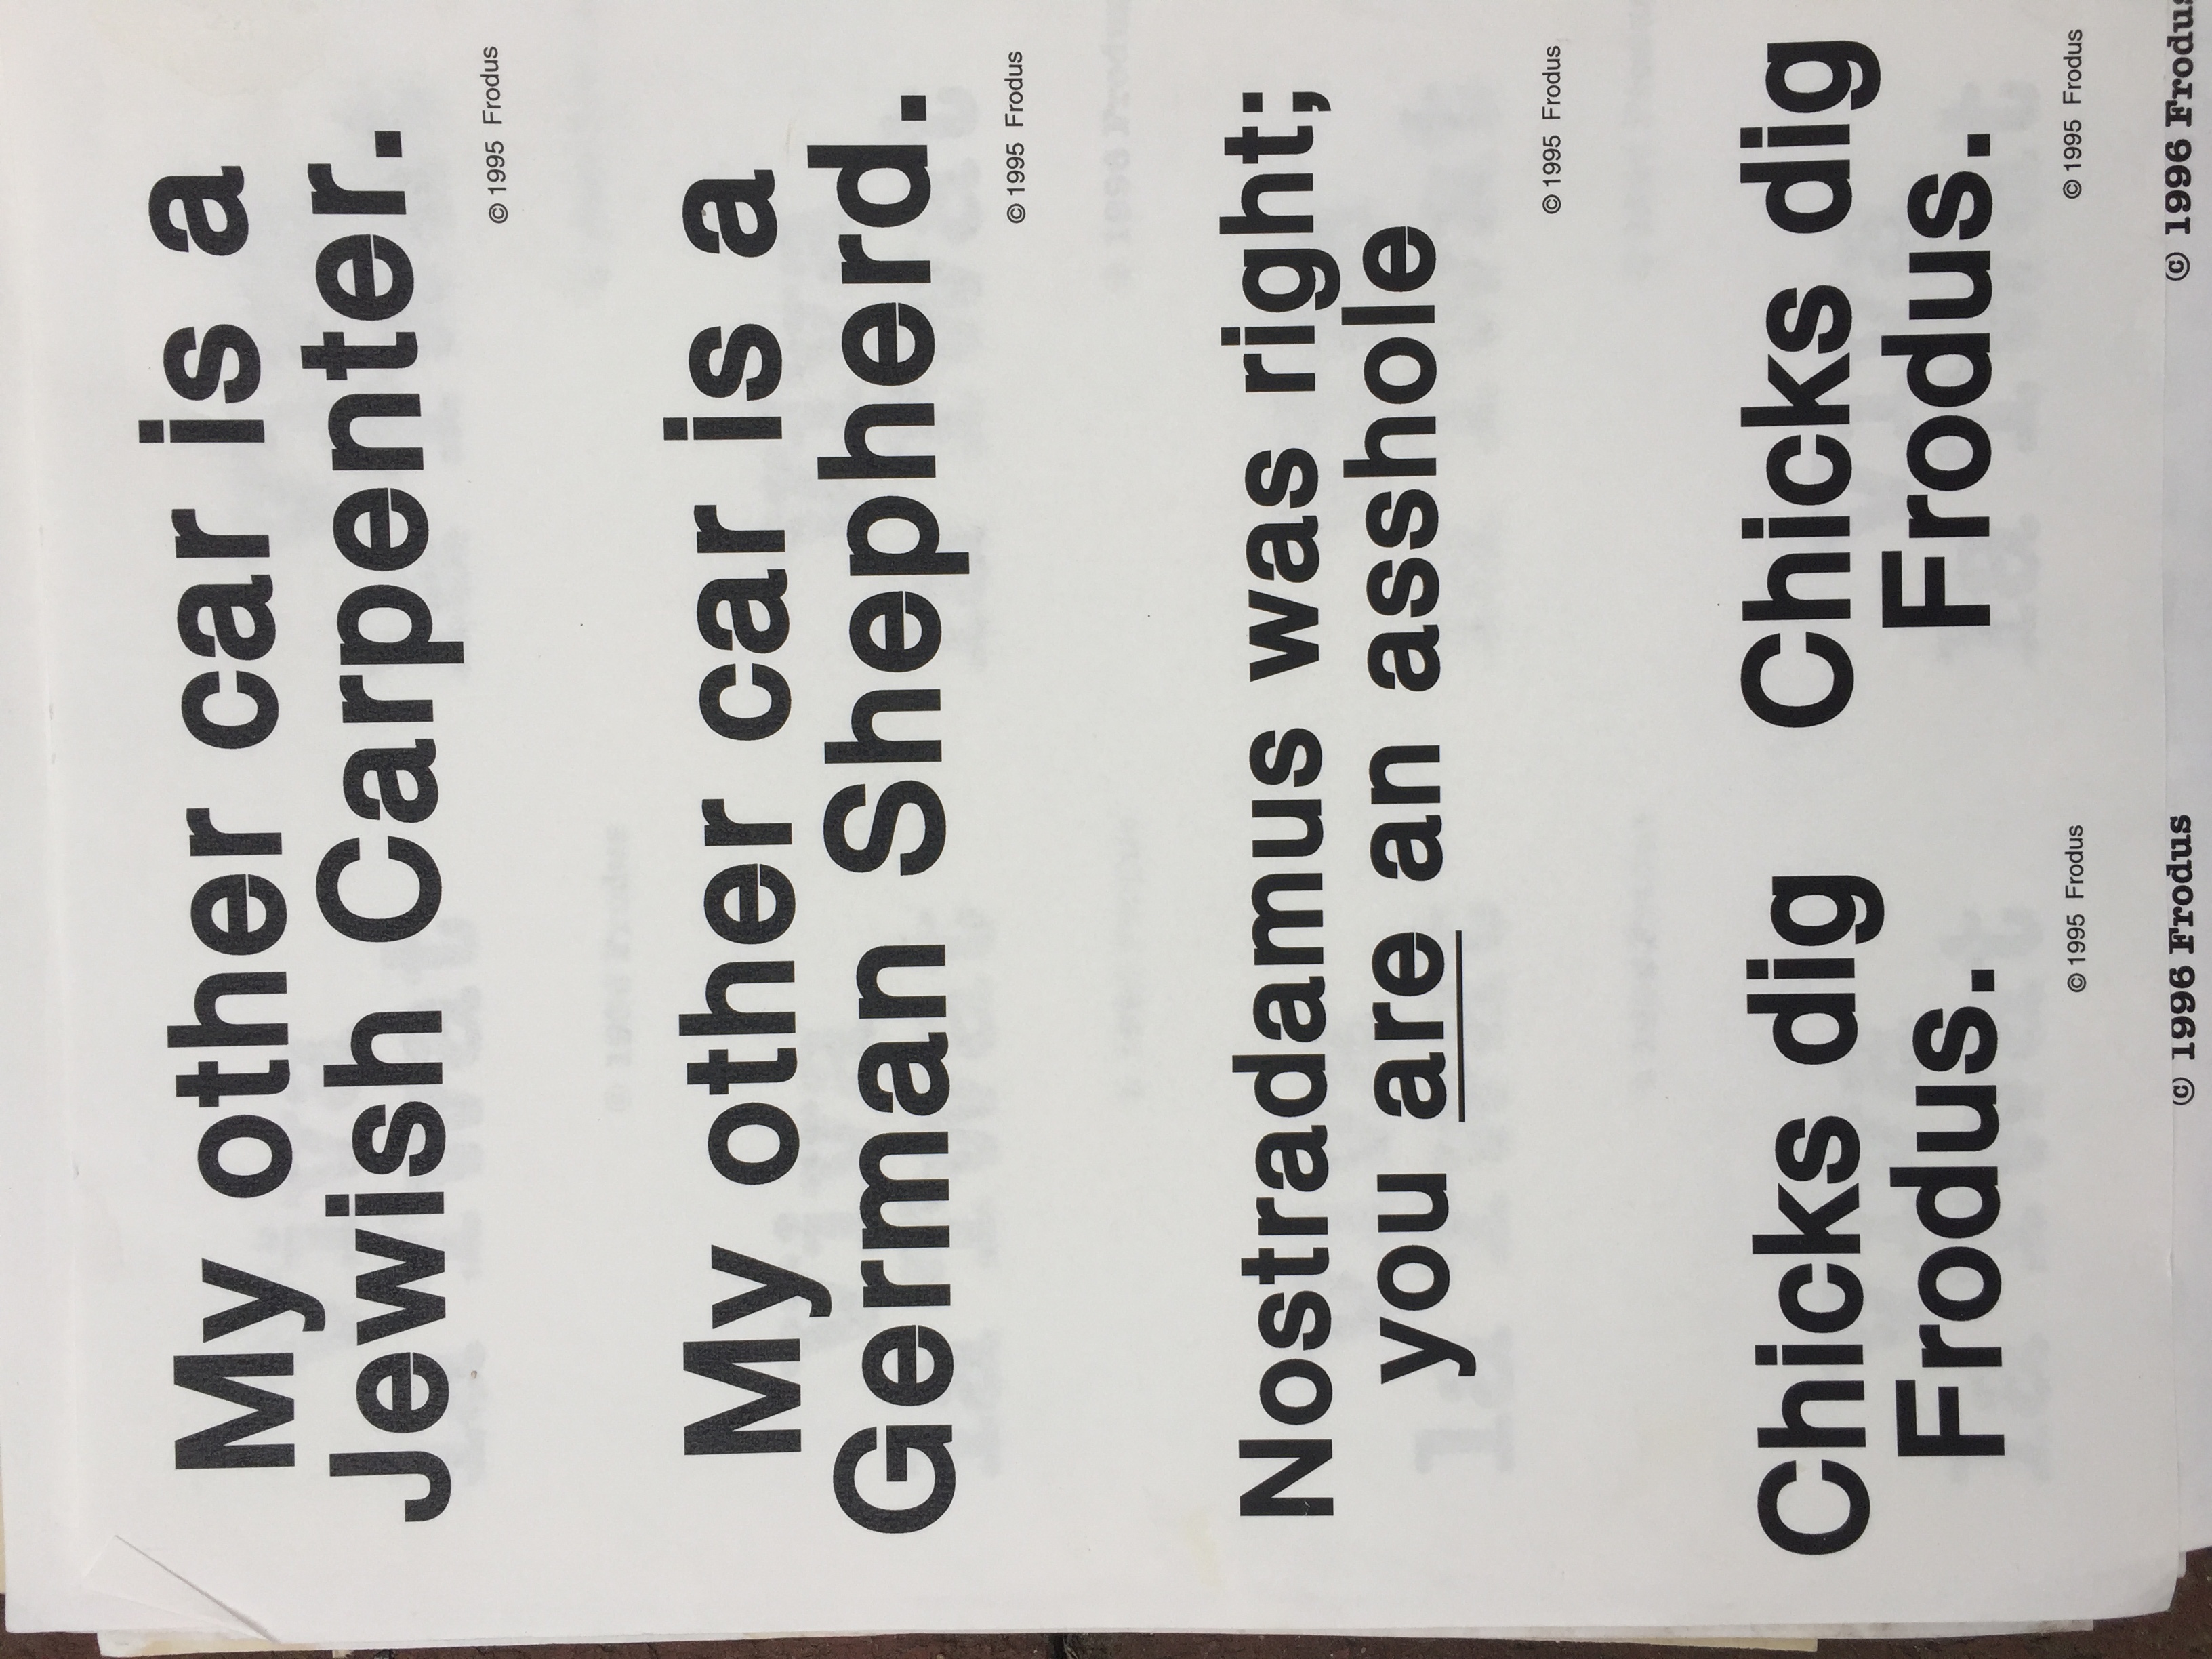 My other car is a
Jewish Carpenter.
© 1995 Frodus
My other car is a
German Shepherd.
© 1995 Frodus
Nostradamus was right;
you are an asshole
© 1995 Frodus
Chicks dig
Frodus.
© 1995 Frodus
Chicks dig
Frodus.
© 1995 Frodus
© 1996 Frodus
© 1996 Frodus